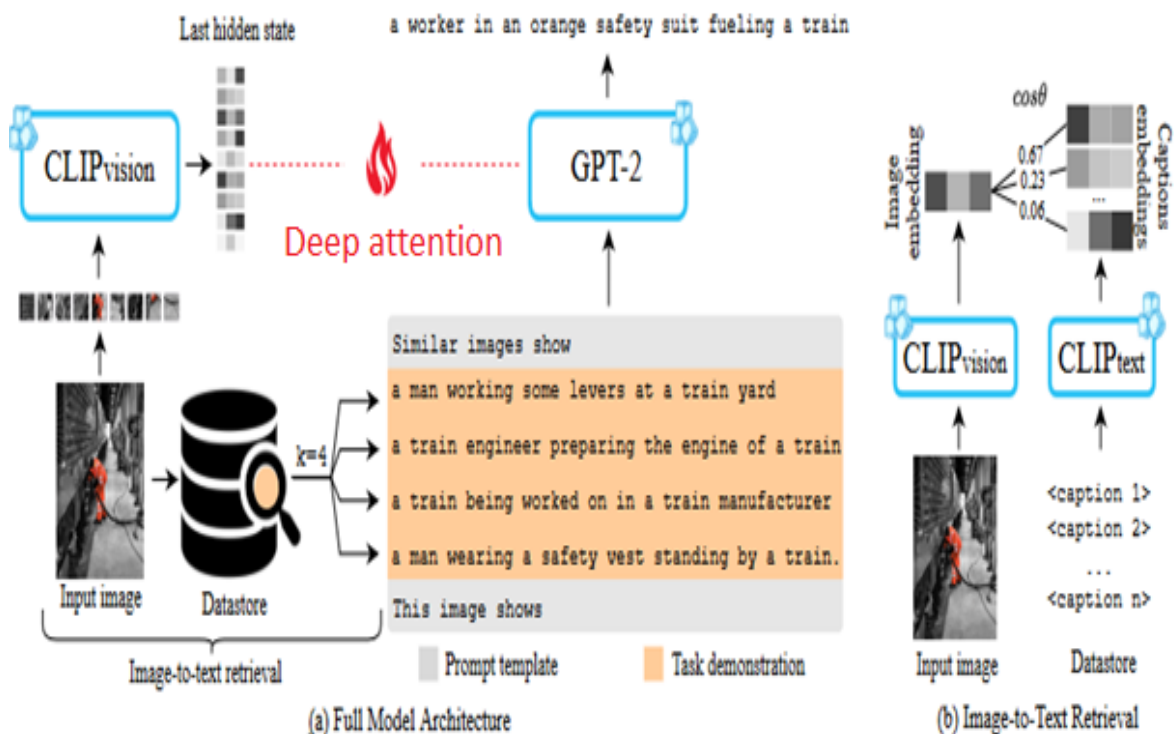 Last hidden state
a worker in an orange safety suit fueling a train
CLIPvision
GPT-2
Deep attention
Similar images show
a man working some levers at a train yard
a train engineer preparing the engine of a train
a train being worked on in a train manufacturer
a man wearing a safety vest standing by a train.
This image shows
k=4
Input image
Datastore
Image-to-text retrieval
Prompt template
Task demonstration
(a) Full Model Architecture
cosθ
Image embedding
Captions embeddings
0.67
0.23
0.06
...
CLIPvision
CLIPtext
<caption 1>
<caption 2>
...
<caption n>
Input image
Datastore
(b) Image-to-Text Retrieval